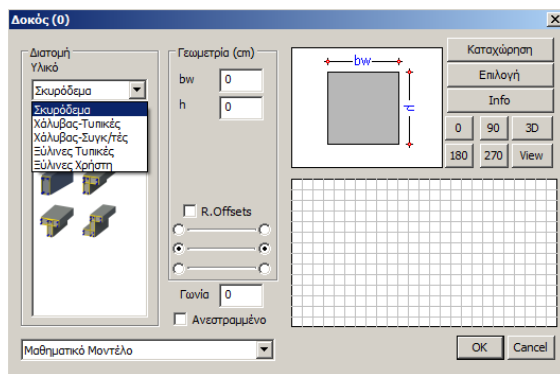 Δοκός (0)
Διατομή
Υλικό
Σκυρόδεμα
Σκυρόδεμα
Χάλυβας-Τυπικές
Χάλυβας-Συγκ/τές
Ξύλινες Τυπικές
Ξύλινες Χρήστη
Γεωμετρία (cm)
bw 0
h 0
R.Offsets
Γωνία 0
Ανεστραμμένο
bw
h
Καταχώρηση
Επιλογή
Info
0 90 3D
180 270 View
Μαθηματικό Μοντέλο
OK Cancel